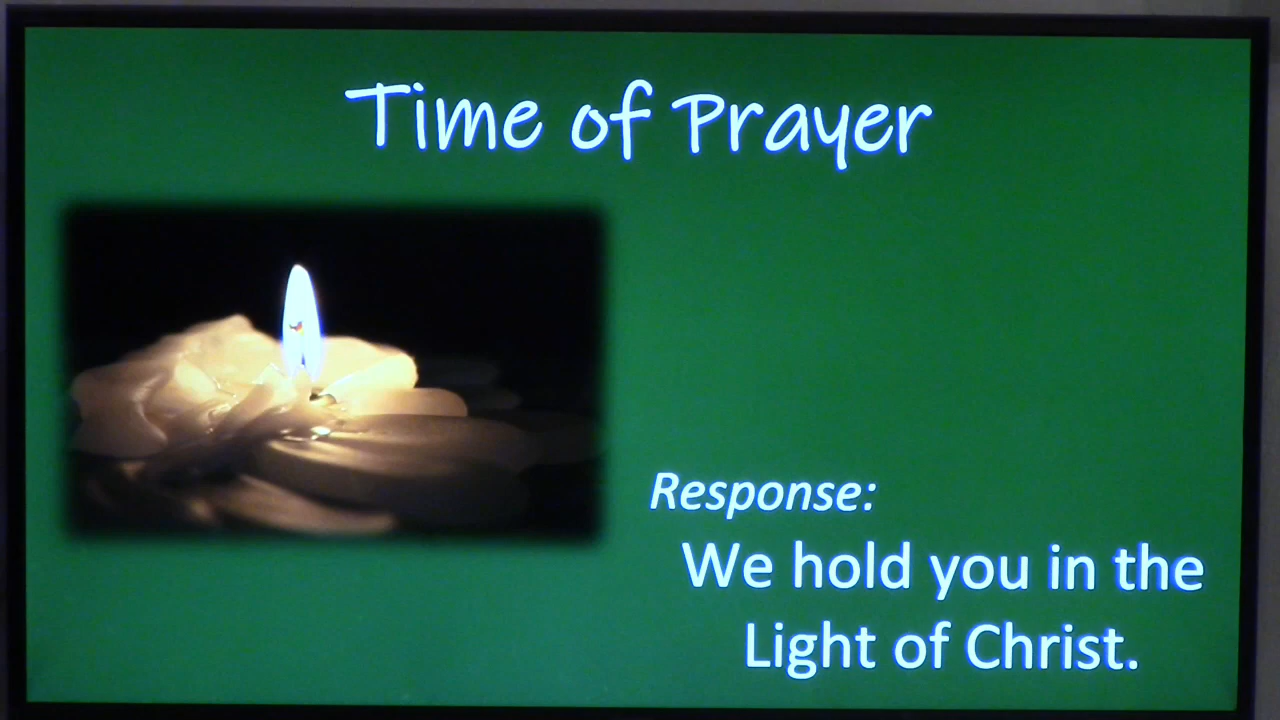 Time of Prayer
Response:
We hold you in the
Light of Christ.